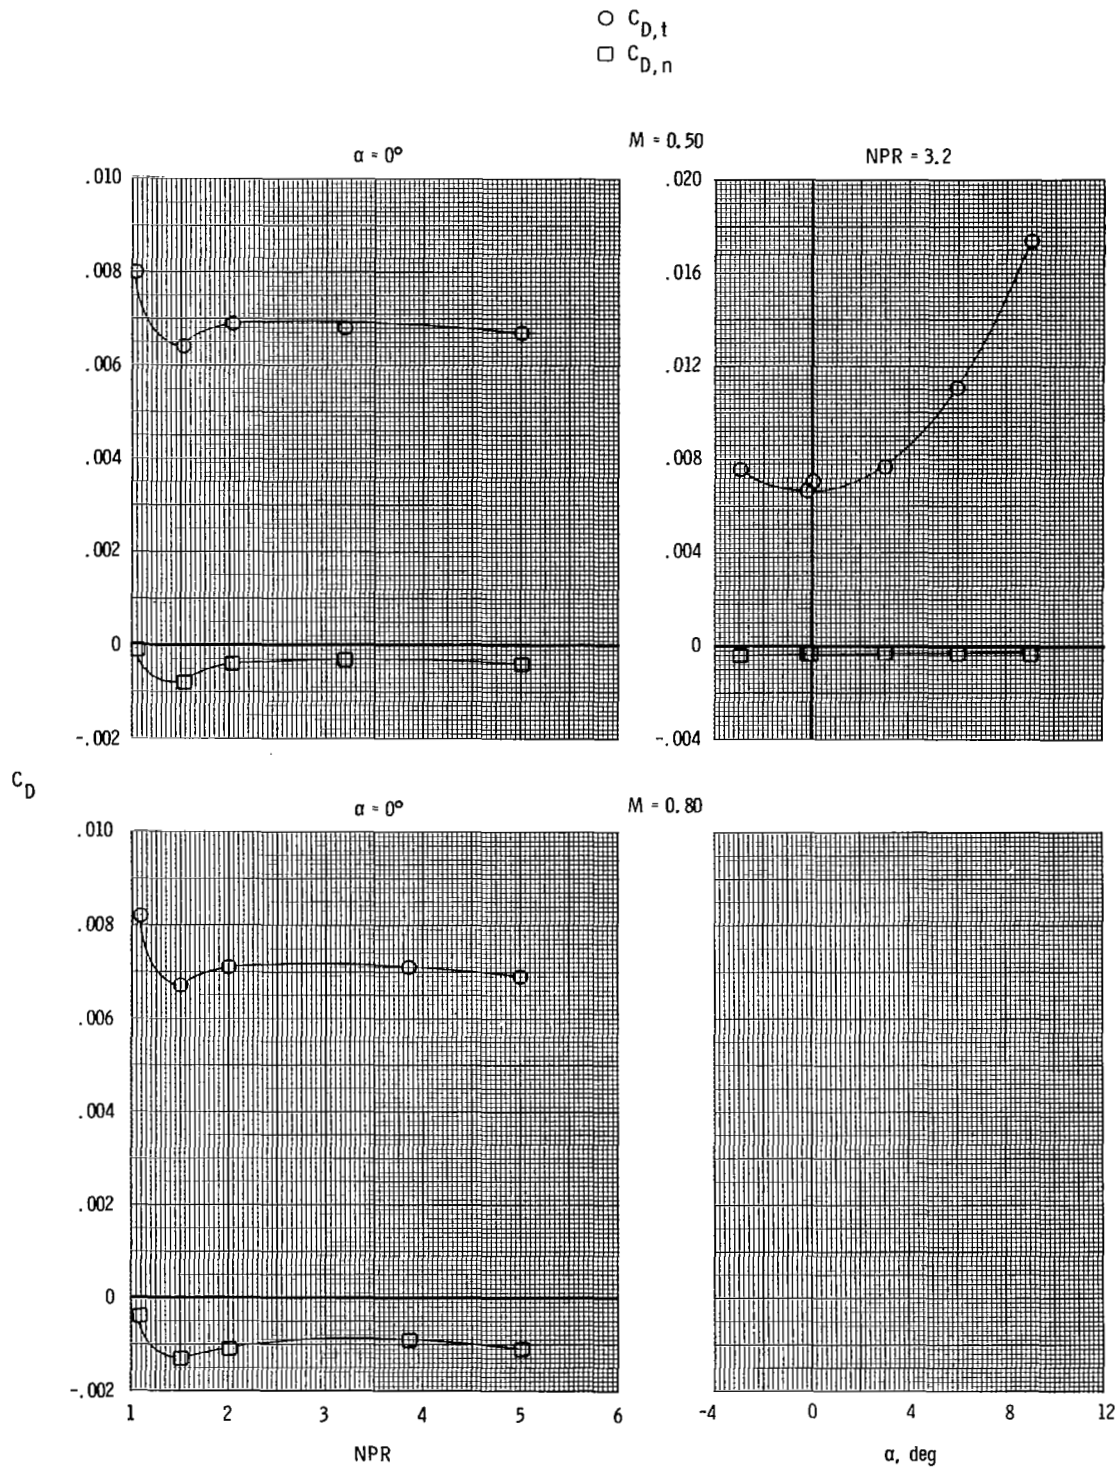 C_D,t
C_D,n
M = 0.50
α = 0°
NPR = 3.2
.010
.008
.006
.004
.002
0
-.002
.020
.016
.012
.008
.004
0
-.004
C_D
α = 0°
M = 0.80
.010
.008
.006
.004
.002
0
-.002
1 2 3 4 5 6
NPR
-4 0 4 8 12
α, deg